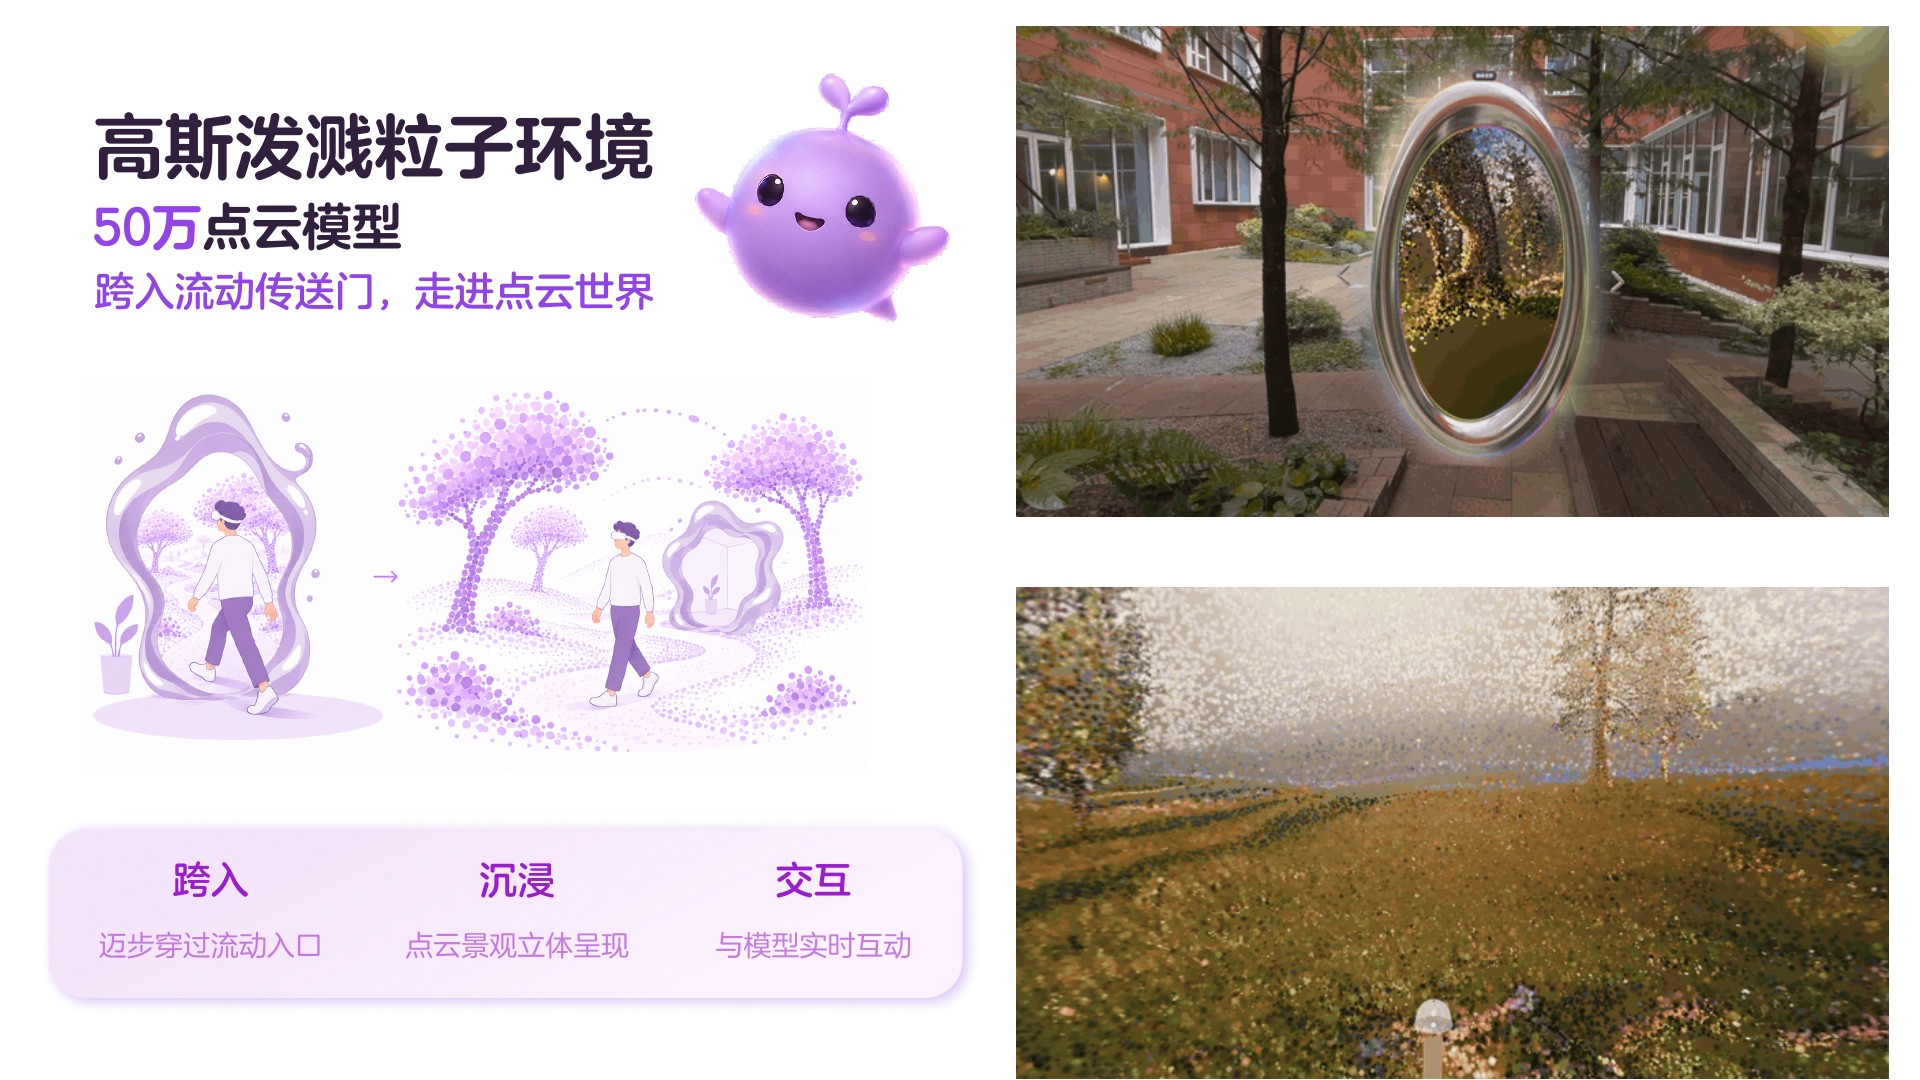 高斯泼溅粒子环境
50万点云模型
跨入流动传送门，走进点云世界
→
跨入
迈步穿过流动入口
沉浸
点云景观立体呈现
交互
与模型实时互动